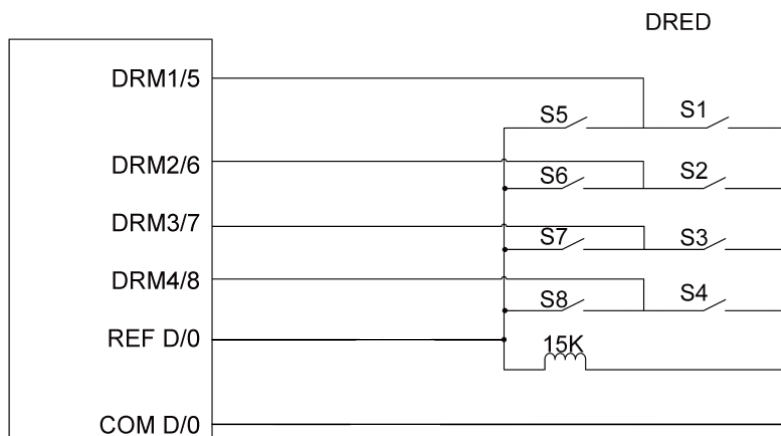 DRED
DRM1/5
S5 S1
DRM2/6
S6 S2
DRM3/7
S7 S3
DRM4/8
S8 S4
REF D/0
15K
COM D/0